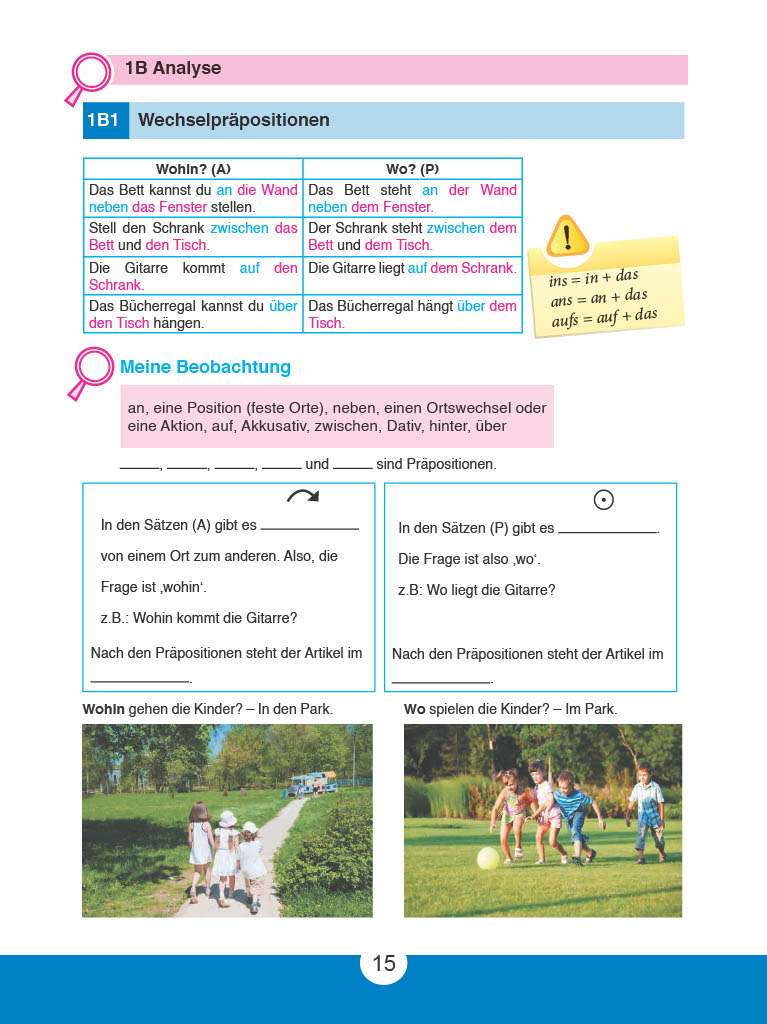 1B Analyse
1B1 Wechselpräpositionen
Wohin? (A)
Wo? (P)
Das Bett kannst du an die Wand
neben das Fenster stellen.
Das Bett steht an der Wand
neben dem Fenster.
Stell den Schrank zwischen das
Bett und den Tisch.
Der Schrank steht zwischen dem
Bett und dem Tisch.
Die Gitarre kommt auf den
Schrank.
Die Gitarre liegt auf dem Schrank.
Das Bücherregal kannst du über
den Tisch hängen.
Das Bücherregal hängt über dem
Tisch.
!
ins = in + das
ans = an + das
aufs = auf + das
Meine Beobachtung
an, eine Position (feste Orte), neben, einen Ortswechsel oder
eine Aktion, auf, Akkusativ, zwischen, Dativ, hinter, über
_____, _____, _____, _____ und _____ sind Präpositionen.
In den Sätzen (A) gibt es ____________
von einem Ort zum anderen. Also, die
Frage ist ‚wohin‘.
z.B.: Wohin kommt die Gitarre?
Nach den Präpositionen steht der Artikel im
____________.
In den Sätzen (P) gibt es ____________.
Die Frage ist also ‚wo‘.
z.B: Wo liegt die Gitarre?
Nach den Präpositionen steht der Artikel im
____________.
Wohin gehen die Kinder? – In den Park.
Wo spielen die Kinder? – Im Park.
15